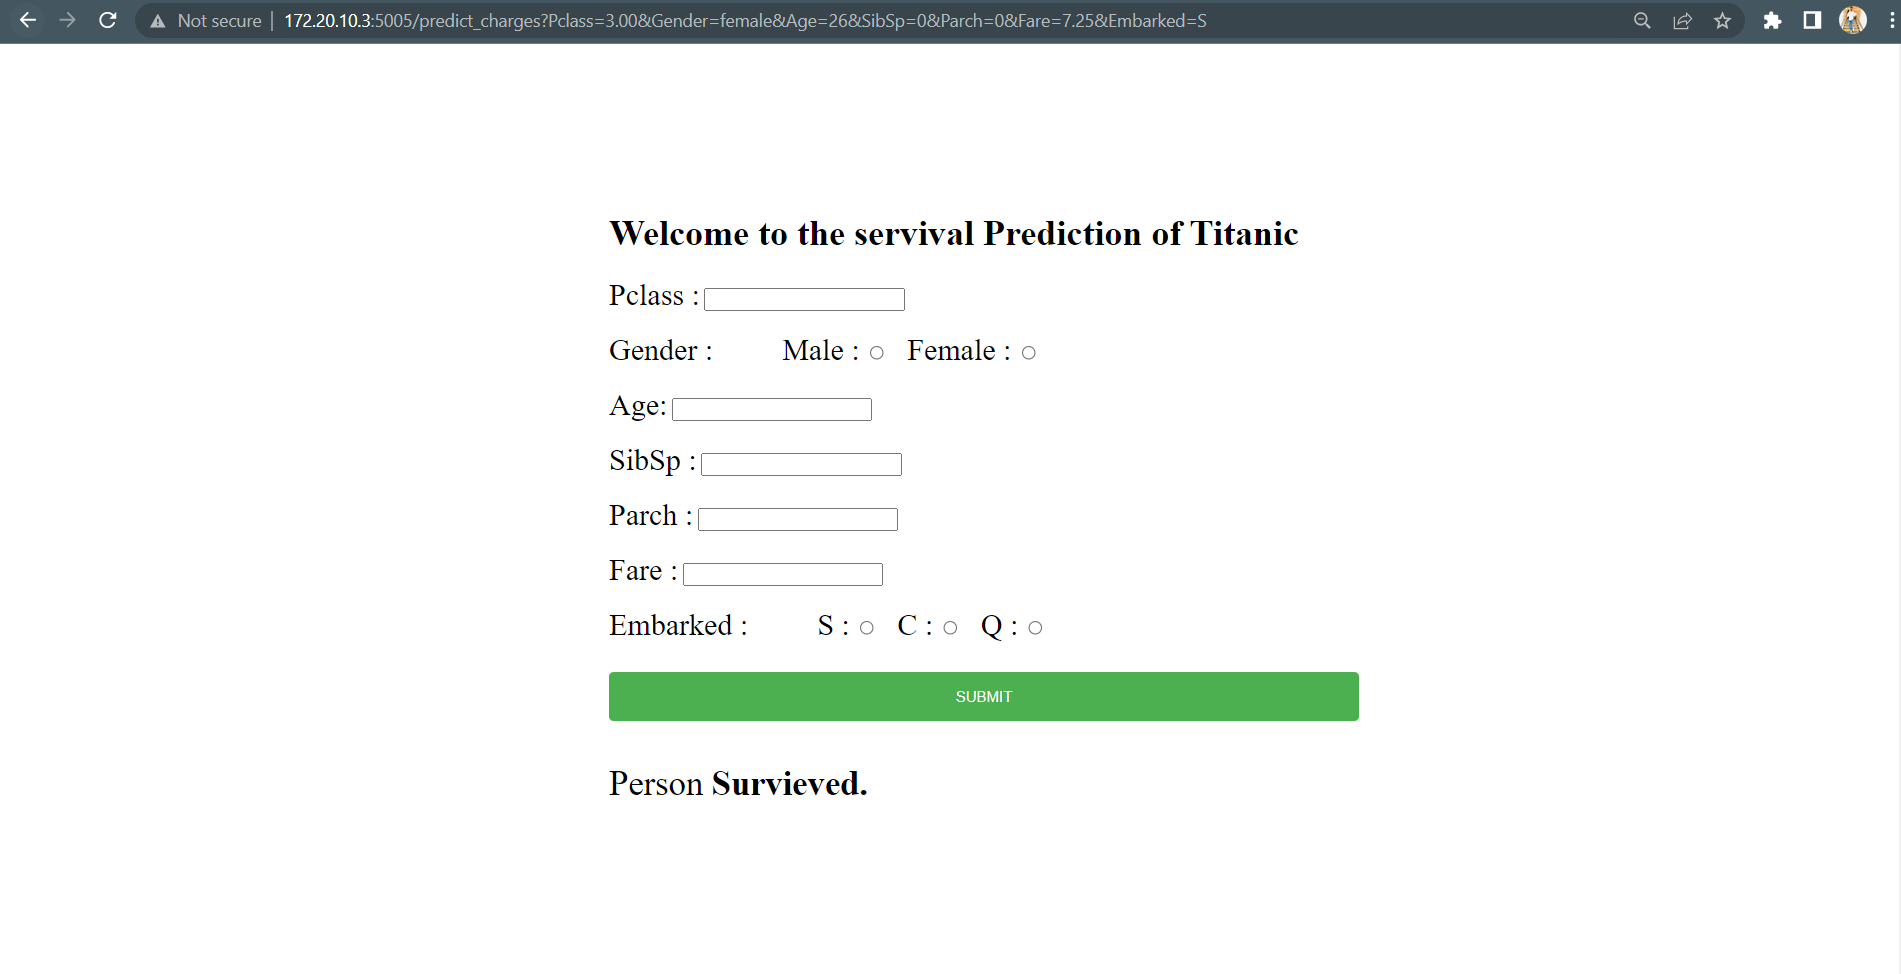 Not secure | 172.20.10.3:5005/predict_charges?Pclass=3.00&Gender=female&Age=26&SibSp=0&Parch=0&Fare=7.25&Embarked=S
Welcome to the servival Prediction of Titanic
Pclass :
Gender : Male : Female :
Age:
SibSp :
Parch :
Fare :
Embarked : S : C : Q :
SUBMIT
Person Survieved.